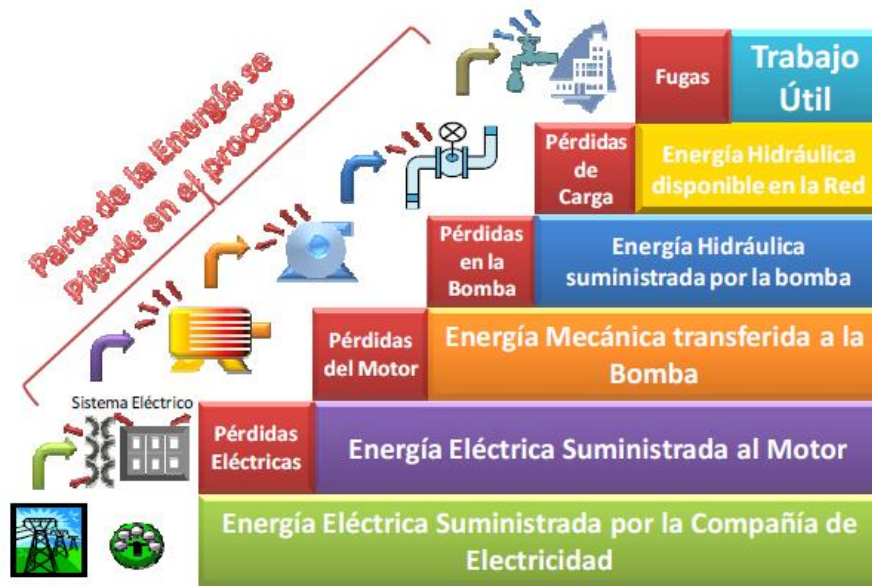 Parte de la Energía se
Pierde en el proceso
Fugas
Trabajo
Útil
Pérdidas
de
Carga
Energía Hidráulica
disponible en la Red
Pérdidas
en la
Bomba
Energía Hidráulica
suministrada por la bomba
Pérdidas
del Motor
Energía Mecánica transferida a la
Bomba
Sistema Eléctrico
Pérdidas
Eléctricas
Energía Eléctrica Suministrada al Motor
Energía Eléctrica Suministrada por la Compañía de
Electricidad